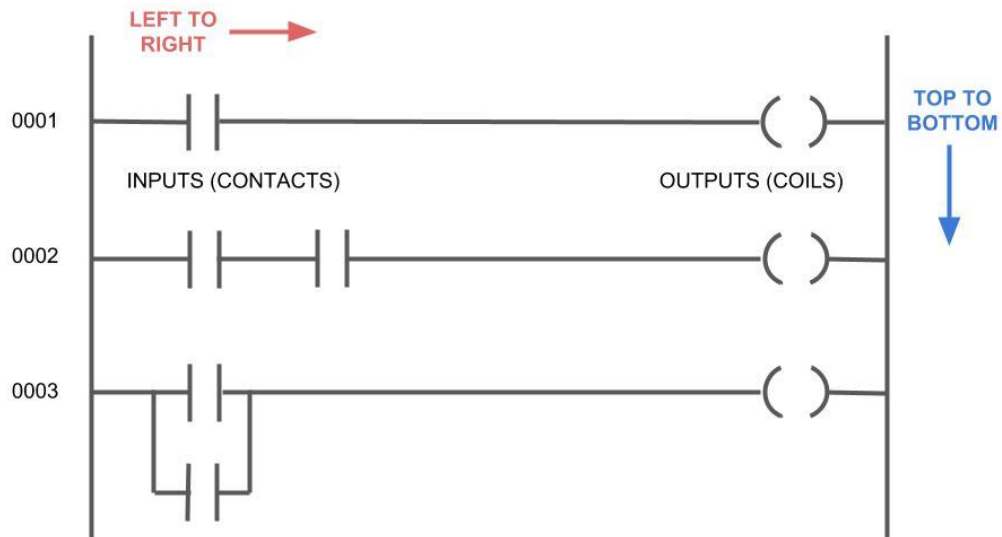 LEFT TO
RIGHT
0001
TOP TO
BOTTOM
INPUTS (CONTACTS)
OUTPUTS (COILS)
0002
0003